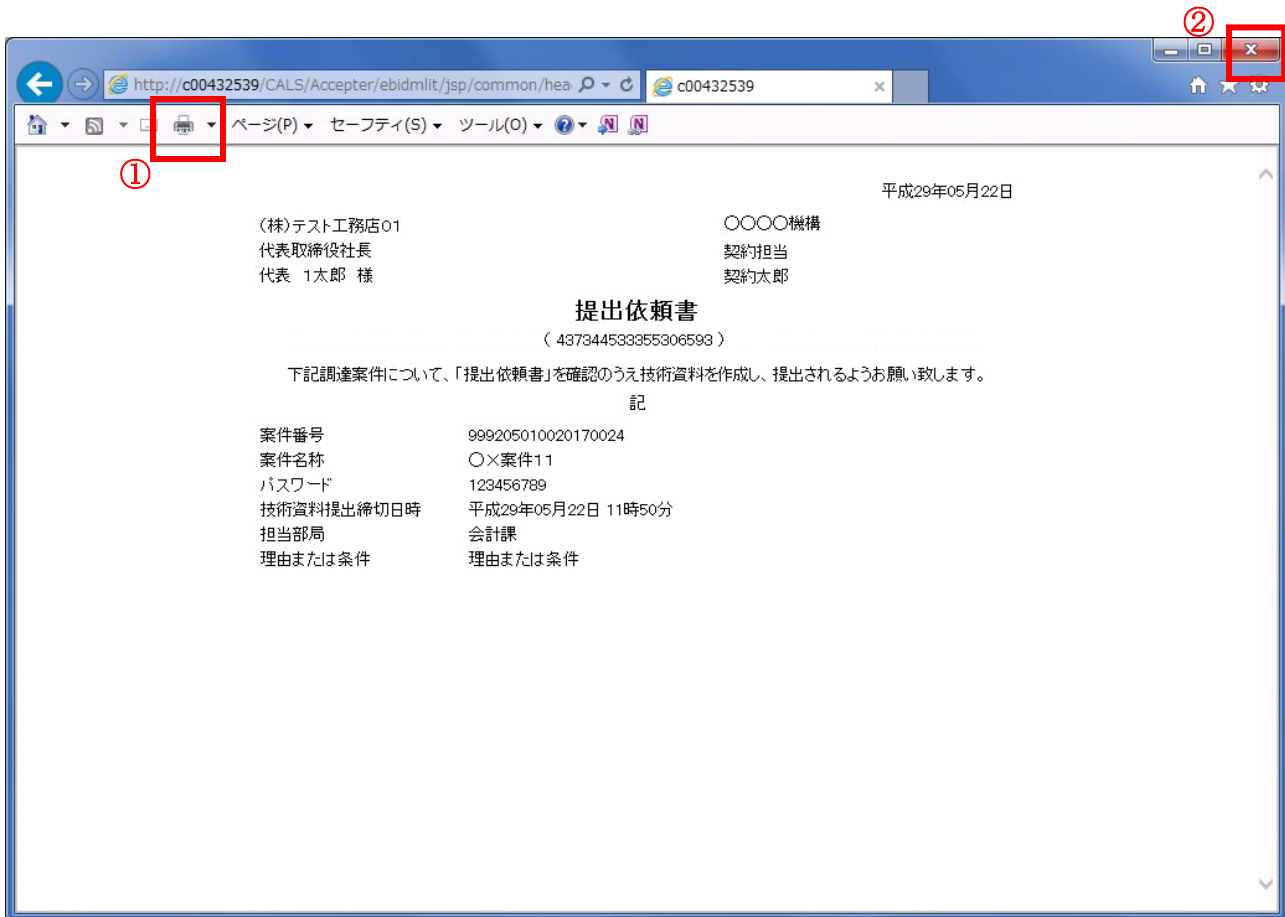 ②
http://c00432539/CALS/Accepter/ebidmlit/jsp/common/hea
c00432539
ページ(P) セーフティ(S) ツール(O)
①
平成29年05月22日
(株)テスト工務店01
〇〇〇〇機構
代表取締役社長
契約担当
代表 1太郎 様
契約太郎
提出依頼書
( 437344533355306593 )
下記調達案件について、「提出依頼書」を確認のうえ技術資料を作成し、提出されるようお願い致します。
記
案件番号 999205010020170024
案件名称 〇×案件11
パスワード 123456789
技術資料提出締切日時 平成29年05月22日 11時50分
担当部局 会計課
理由または条件 理由または条件